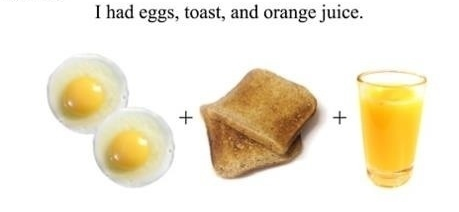 I had eggs, toast, and orange juice.
+ +